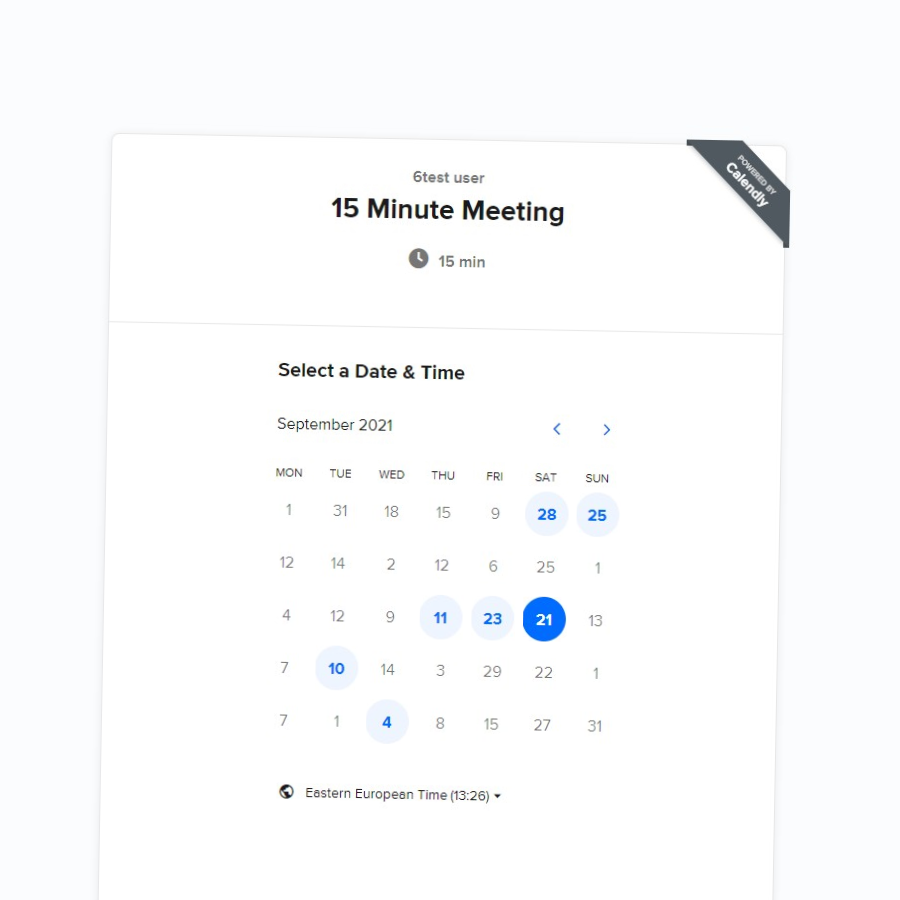 POWERED BY
Calendly
6test user
15 Minute Meeting
15 min
Select a Date & Time
September 2021
MON TUE WED THU FRI SAT SUN
1 31 18 15 9 28 25
12 14 2 12 6 25 1
4 12 9 11 23 21 13
7 10 14 3 29 22 1
7 1 4 8 15 27 31
Eastern European Time (13:26)